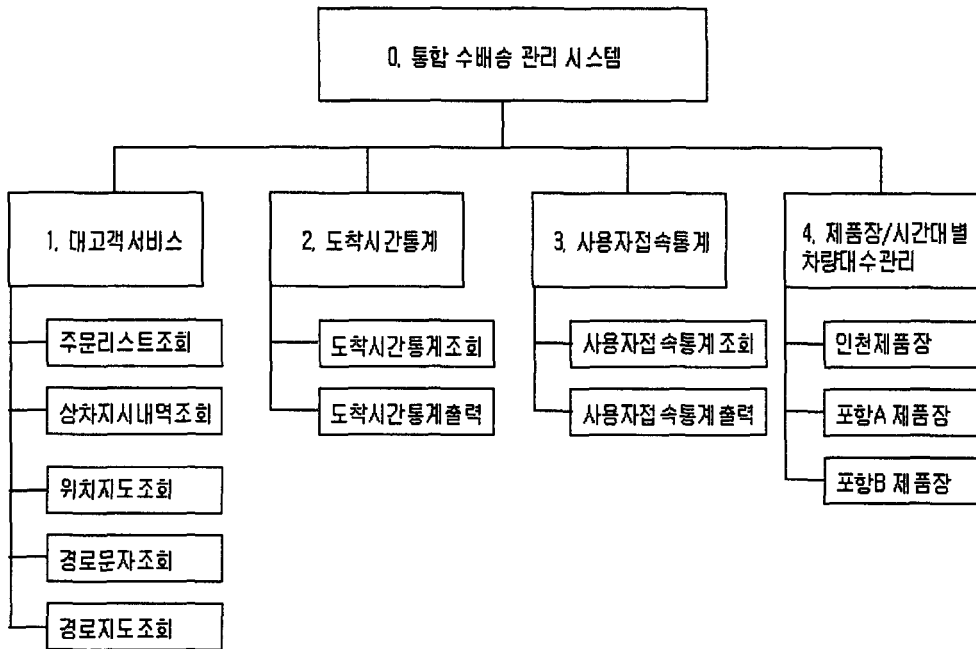 0. 통합 수배송 관리 시스템
1. 대고객서비스
2. 도착시간통계
3. 사용자접속통계
4. 제품장/시간대별
차량대수관리
주문리스트조회
상차지시내역조회
위치지도조회
경로문자조회
경로지도조회
도착시간통계조회
도착시간통계출력
사용자접속통계조회
사용자접속통계출력
인천제품장
포항A 제품장
포항B 제품장